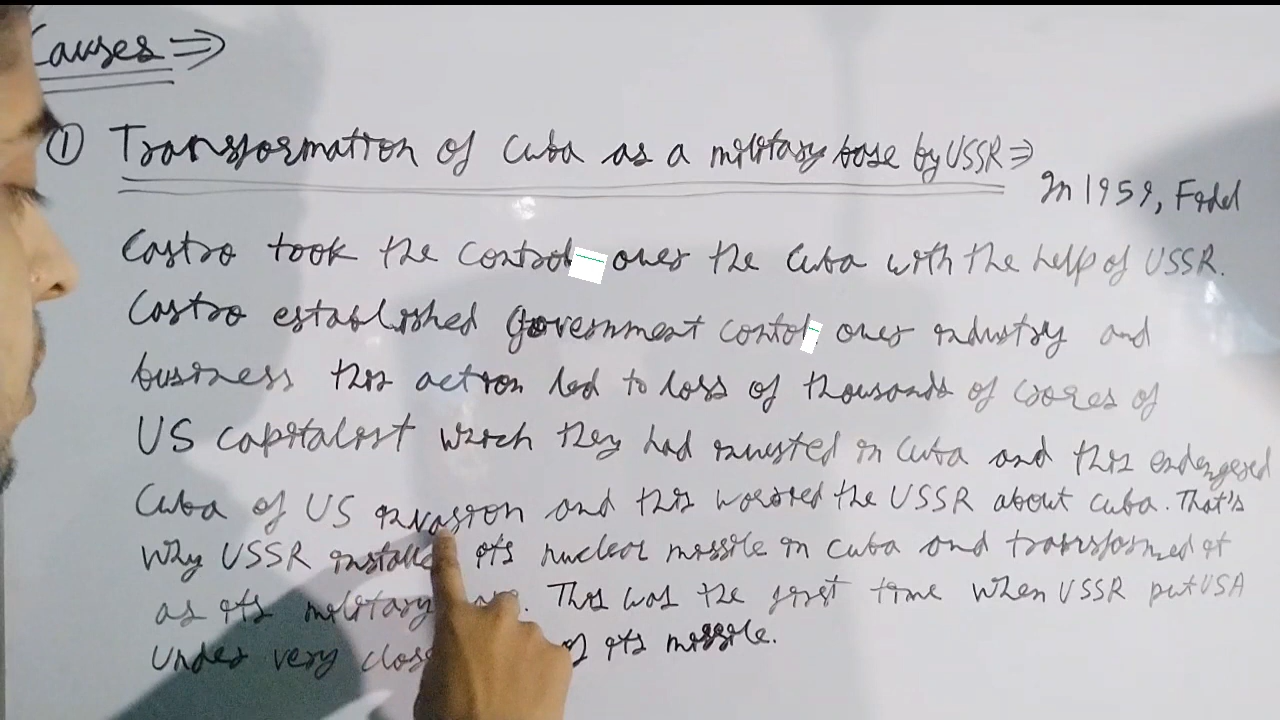 Causes ⇒
① Transformation of Cuba as a military base by USSR ⇒
In 1959, Fidel
Castro took the control over the Cuba with the help of USSR.
Castro established government contol over industry and
business this action led to loss of thousands of crores of
US capitalist which they had invested in Cuba and this endengered
Cuba of US invasion and this worried the USSR about Cuba. That's
why USSR its nuclear missile in Cuba and transformed it
as its military. This was the first time when USSR put USA
under very of its missile.